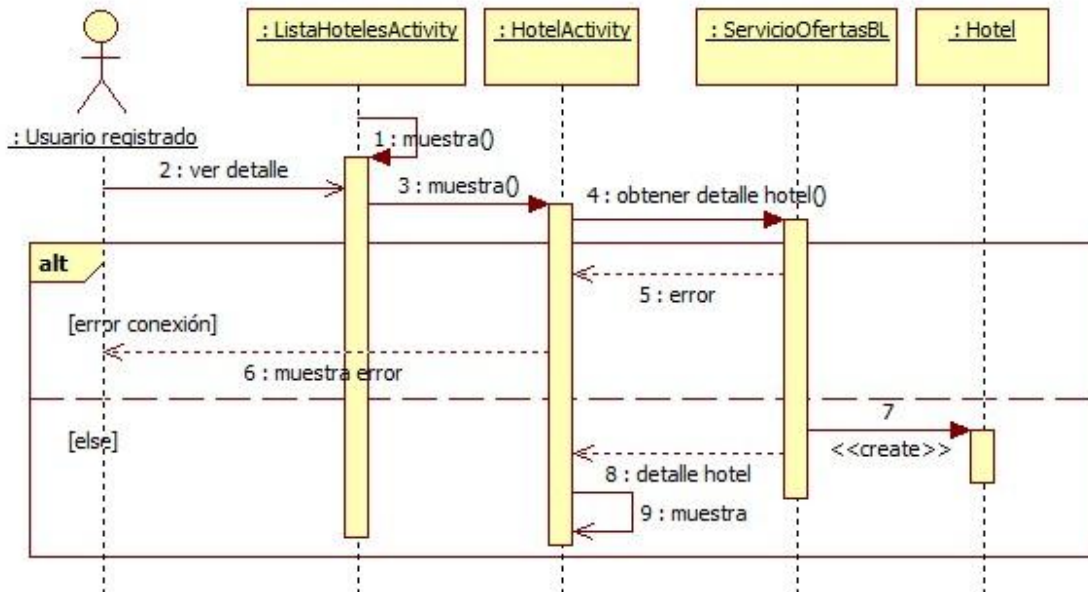 : ListaHotelesActivity
: HotelActivity
: ServicioOfertasBL
: Hotel
: Usuario registrado
1 : muestra()
2 : ver detalle
3 : muestra()
4 : obtener detalle hotel()
alt
5 : error
[error conexión]
6 : muestra error
7
<<create>>
[else]
8 : detalle hotel
9 : muestra